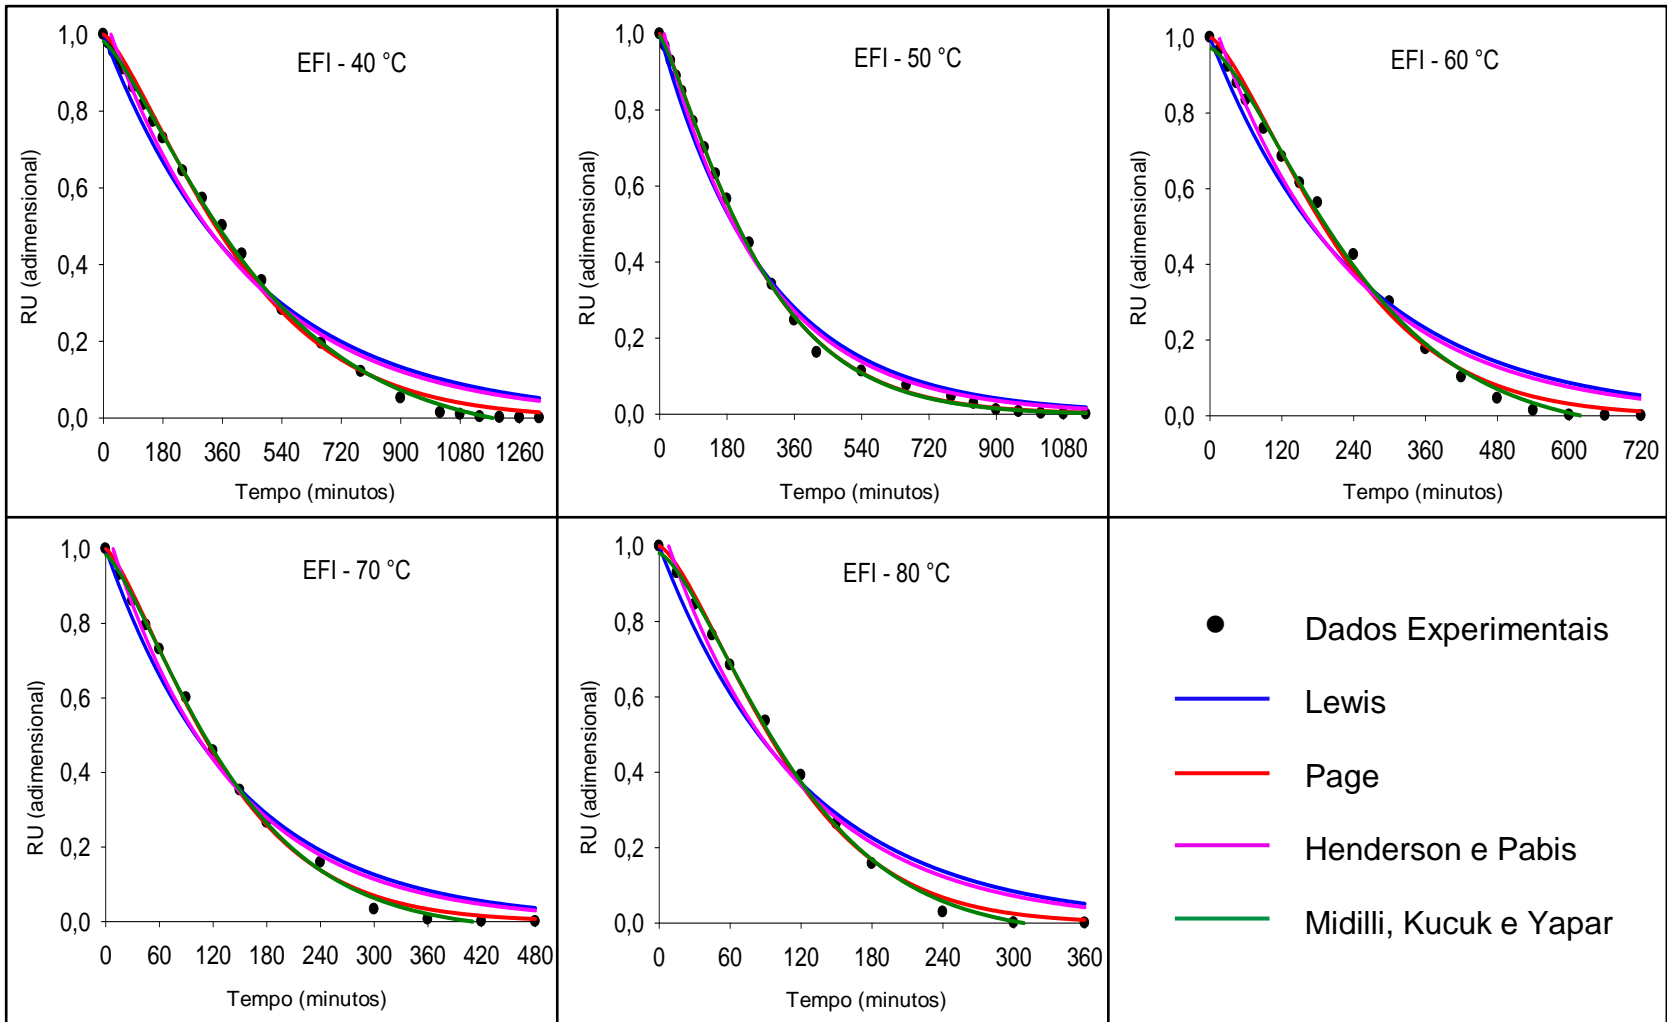 EFI - 40 °C
1,0
0,8
0,6
0,4
0,2
0,0
RU (adimensional)
0 180 360 540 720 900 1080 1260
Tempo (minutos)
EFI - 50 °C
1,0
0,8
0,6
0,4
0,2
0,0
RU (adimensional)
0 180 360 540 720 900 1080
Tempo (minutos)
EFI - 60 °C
1,0
0,8
0,6
0,4
0,2
0,0
RU (adimensional)
0 120 240 360 480 600 720
Tempo (minutos)
EFI - 70 °C
1,0
0,8
0,6
0,4
0,2
0,0
RU (adimensional)
0 60 120 180 240 300 360 420 480
Tempo (minutos)
EFI - 80 °C
1,0
0,8
0,6
0,4
0,2
0,0
RU (adimensional)
0 60 120 180 240 300 360
Tempo (minutos)
Dados Experimentais
Lewis
Page
Henderson e Pabis
Midilli, Kucuk e Yapar